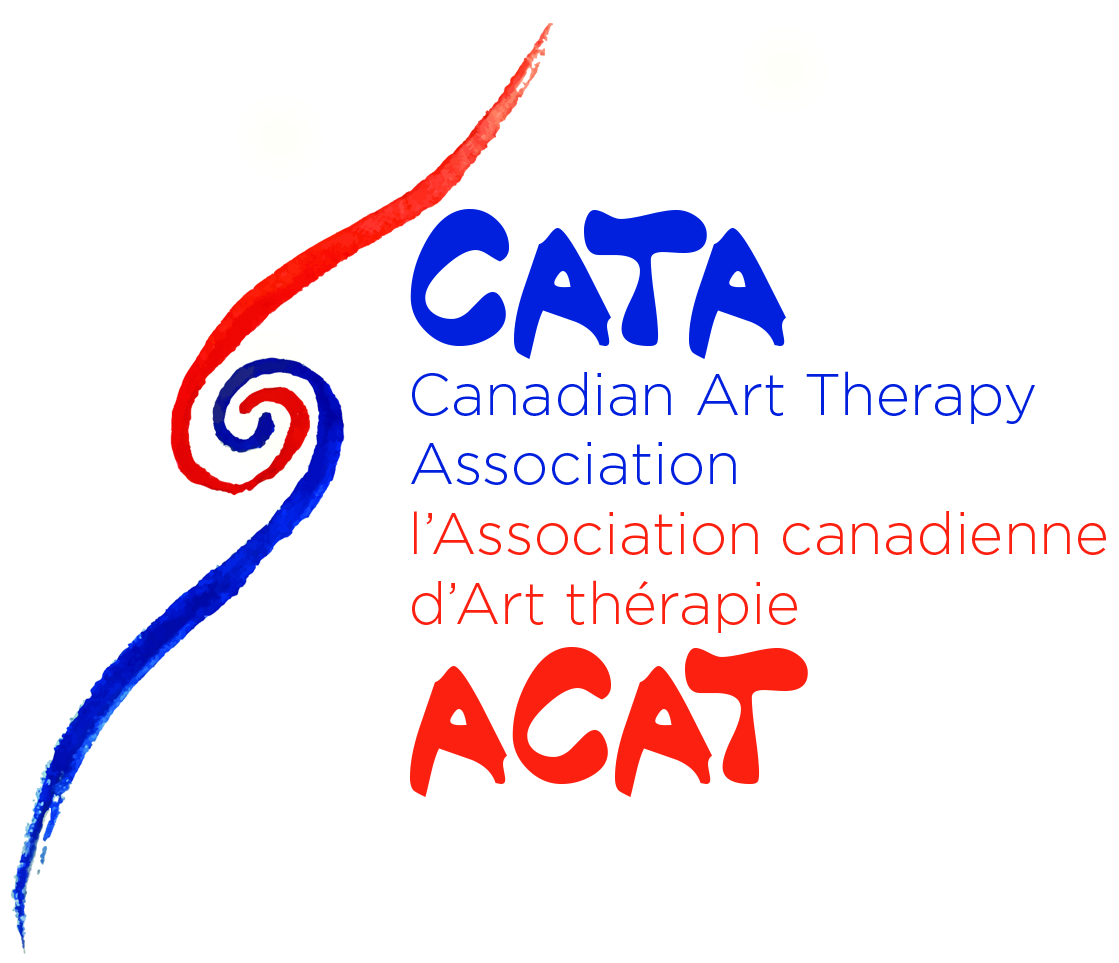 CATA
Canadian Art Therapy
Association
l’Association canadienne
d’Art thérapie
ACAT